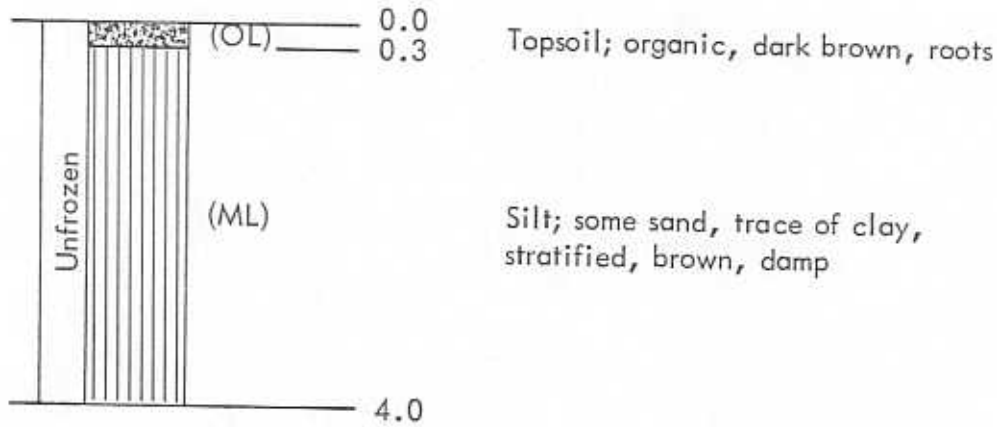 0.0
(OL)
0.3
Topsoil; organic, dark brown, roots
Unfrozen
(ML)
Silt; some sand, trace of clay,
stratified, brown, damp
4.0